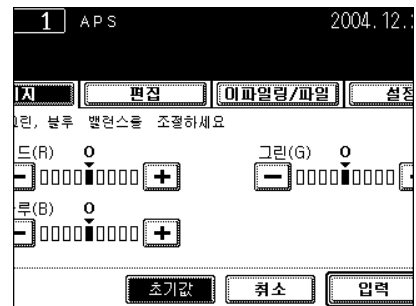 1 APS 2004.12.
지 편집 이파일링/파일 설정
그린, 블루 밸런스를 조절하세요
드(R) 0 그린(G) 0
루(B) 0
초기값 취소 입력